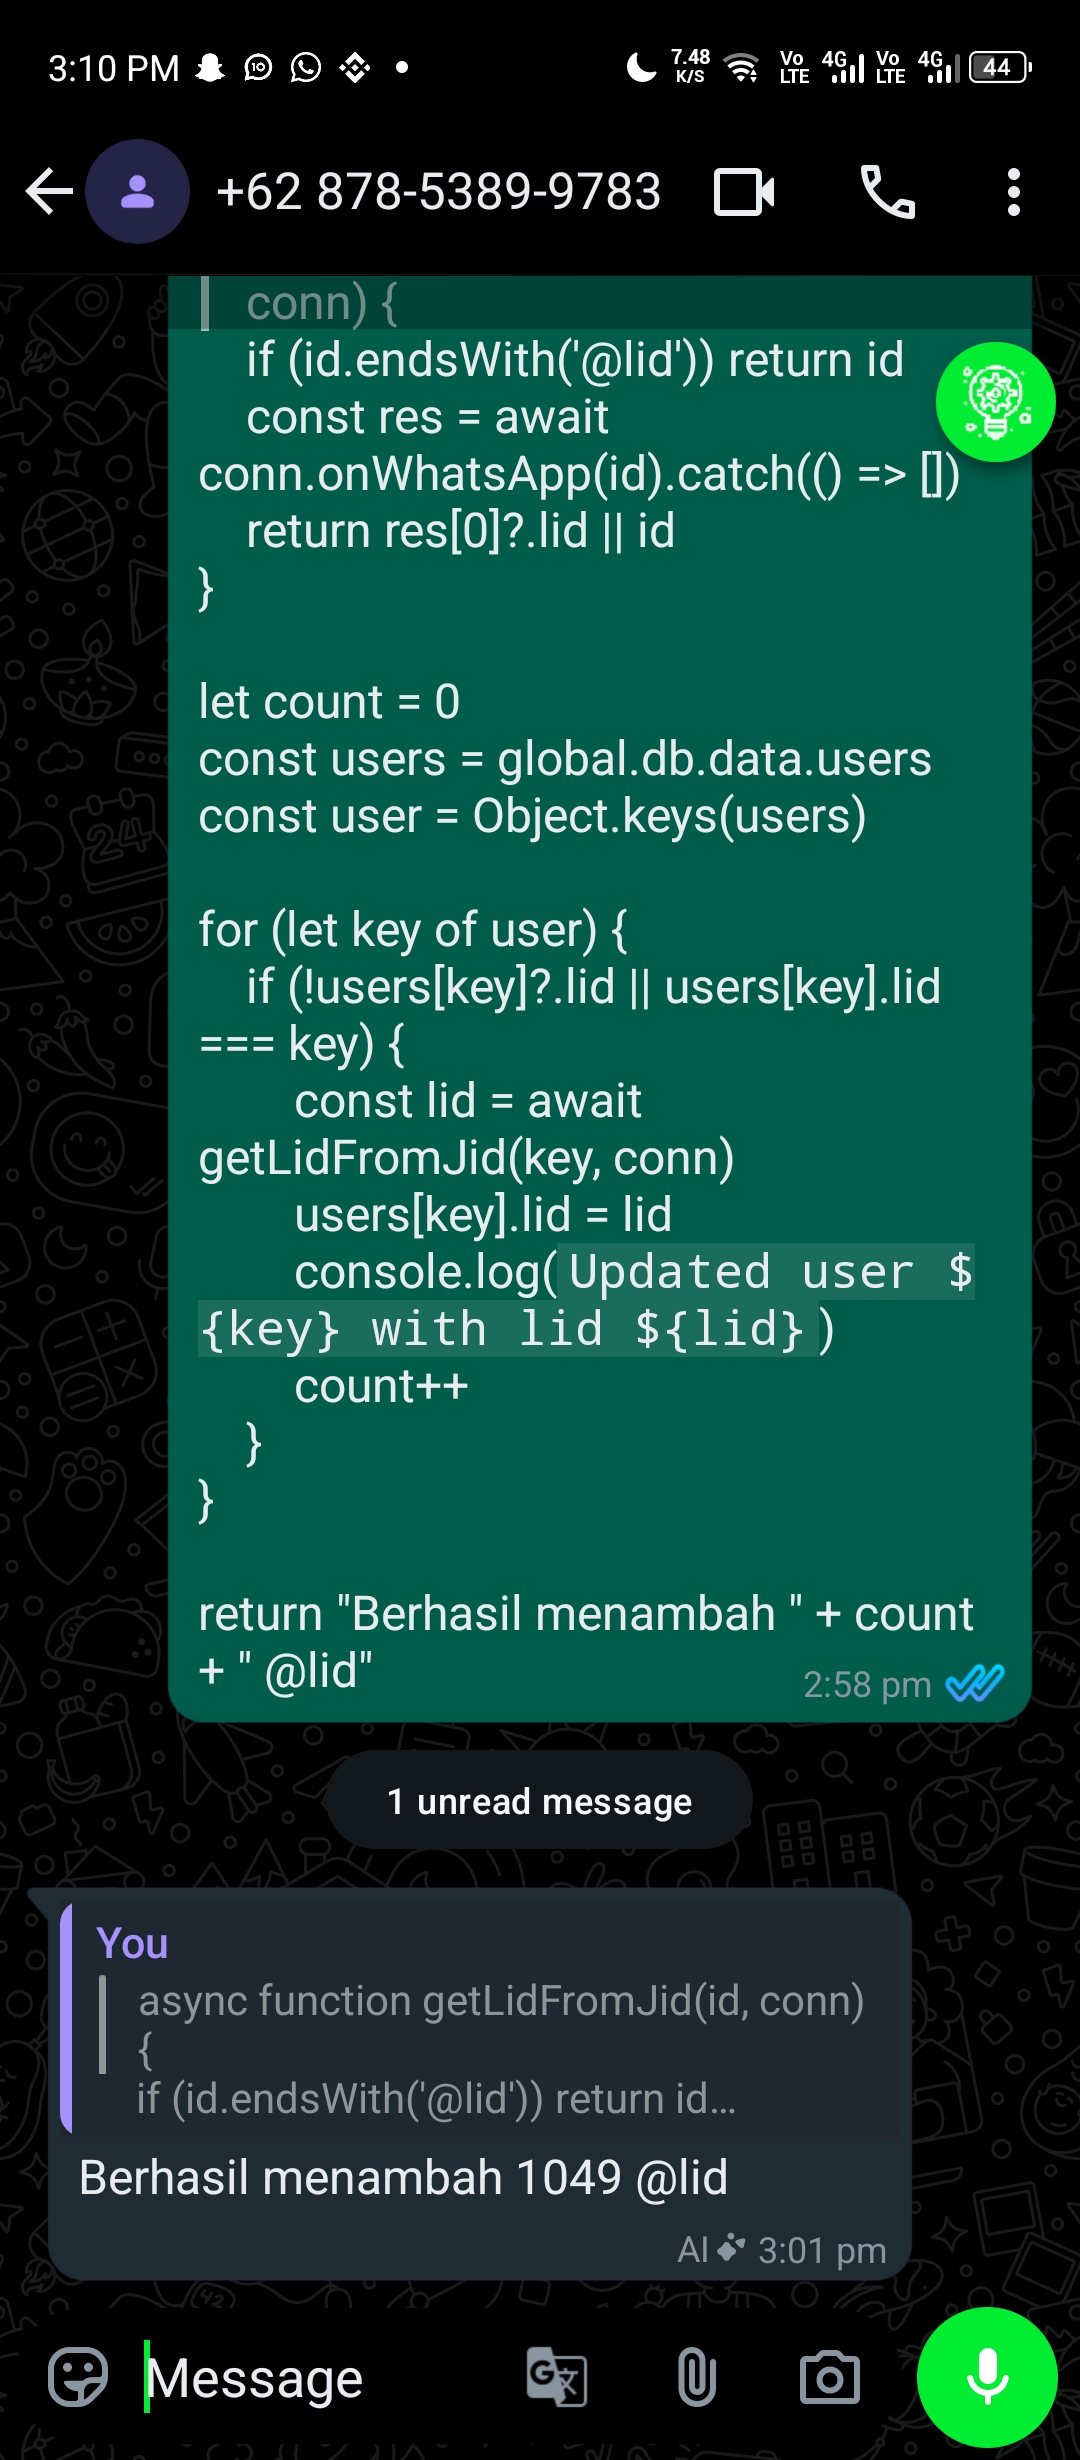 3:10 PM
7.48 K/S Vo LTE 4G Vo LTE 4G 44
+62 878-5389-9783
conn) {
if (id.endsWith('@lid')) return id
const res = await
conn.onWhatsApp(id).catch(() => [])
return res[0]?.lid || id
}
let count = 0
const users = global.db.data.users
const user = Object.keys(users)
for (let key of user) {
if (!users[key]?.lid || users[key].lid
=== key) {
const lid = await
getLidFromJid(key, conn)
users[key].lid = lid
console.log(Updated user $
{key} with lid ${lid})
count++
}
}
return "Berhasil menambah " + count
+ " @lid"
2:58 pm
1 unread message
You
async function getLidFromJid(id, conn)
{
if (id.endsWith('@lid')) return id...
Berhasil menambah 1049 @lid
AI 3:01 pm
Message